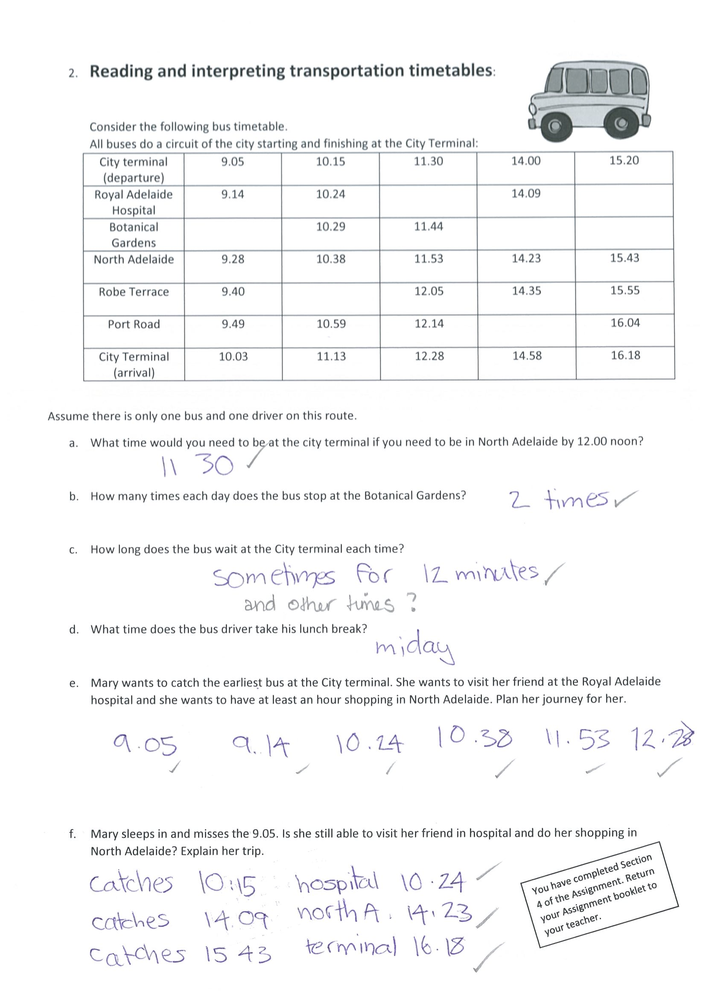 2. Reading and interpreting transportation timetables:
Consider the following bus timetable.
All buses do a circuit of the city starting and finishing at the City Terminal:
City terminal (departure) 9.05 10.15 11.30 14.00 15.20
Royal Adelaide Hospital 9.14 10.24 14.09
Botanical Gardens 10.29 11.44
North Adelaide 9.28 10.38 11.53 14.23 15.43
Robe Terrace 9.40 12.05 14.35 15.55
Port Road 9.49 10.59 12.14 16.04
City Terminal (arrival) 10.03 11.13 12.28 14.58 16.18
Assume there is only one bus and one driver on this route.
a. What time would you need to be at the city terminal if you need to be in North Adelaide by 12.00 noon?
11 30 ✓
b. How many times each day does the bus stop at the Botanical Gardens? 2 times ✓
c. How long does the bus wait at the City terminal each time?
sometimes for 12 minutes ✓
and other times ?
d. What time does the bus driver take his lunch break?
miday
e. Mary wants to catch the earliest bus at the City terminal. She wants to visit her friend at the Royal Adelaide
hospital and she wants to have at least an hour shopping in North Adelaide. Plan her journey for her.
9.05 9.14 10.24 10.38 11.53 12.28
✓ ✓ ✓ ✓ ✓ ✓
f. Mary sleeps in and misses the 9.05. Is she still able to visit her friend in hospital and do her shopping in
North Adelaide? Explain her trip.
catches 10:15 hospital 10.24 ✓
catches 14.09 north A. 14.23 ✓
catches 15 43 terminal 16.18 ✓
You have completed Section
4 of the Assignment. Return
your Assignment booklet to
your teacher.